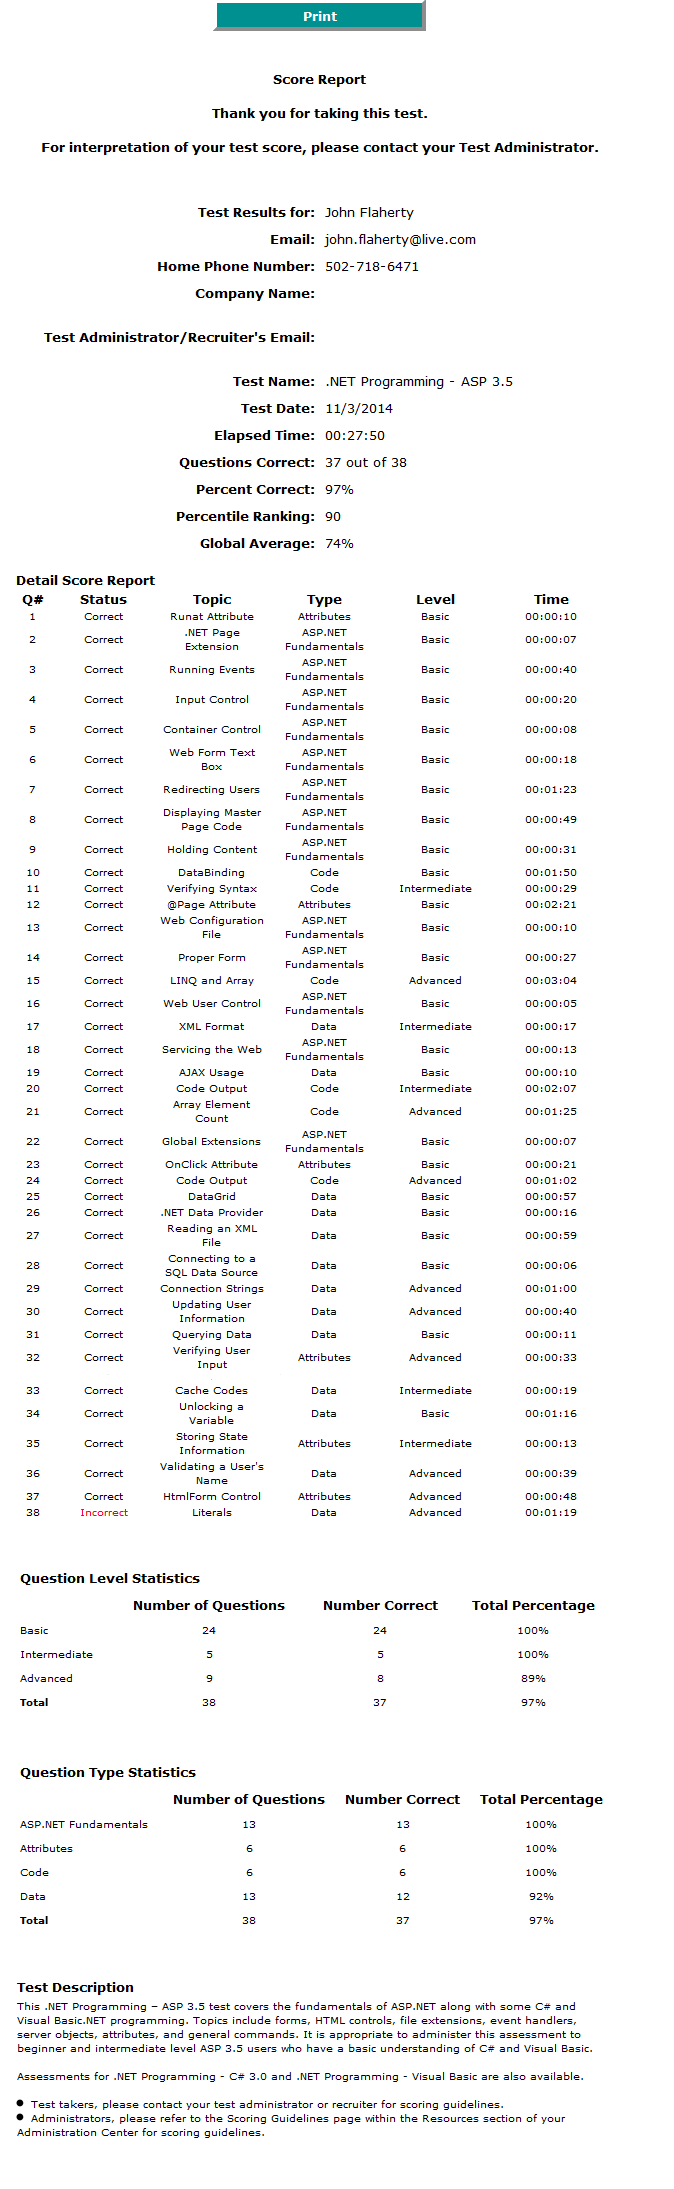 Print
Score Report
Thank you for taking this test.
For interpretation of your test score, please contact your Test Administrator.
Test Results for: John Flaherty
Email: john.flaherty@live.com
Home Phone Number: 502-718-6471
Company Name:
Test Administrator/Recruiter's Email:
Test Name: .NET Programming - ASP 3.5
Test Date: 11/3/2014
Elapsed Time: 00:27:50
Questions Correct: 37 out of 38
Percent Correct: 97%
Percentile Ranking: 90
Global Average: 74%
Detail Score Report
Q# Status Topic Type Level Time
1 Correct Runat Attribute Attributes Basic 00:00:10
2 Correct .NET Page Extension ASP.NET Fundamentals Basic 00:00:07
3 Correct Running Events ASP.NET Fundamentals Basic 00:00:40
4 Correct Input Control ASP.NET Fundamentals Basic 00:00:20
5 Correct Container Control ASP.NET Fundamentals Basic 00:00:08
6 Correct Web Form Text Box ASP.NET Fundamentals Basic 00:00:18
7 Correct Redirecting Users ASP.NET Fundamentals Basic 00:01:23
8 Correct Displaying Master Page Code ASP.NET Fundamentals Basic 00:00:49
9 Correct Holding Content ASP.NET Fundamentals Basic 00:00:31
10 Correct DataBinding Code Basic 00:01:50
11 Correct Verifying Syntax Code Intermediate 00:00:29
12 Correct @Page Attribute Attributes Basic 00:02:21
13 Correct Web Configuration File ASP.NET Fundamentals Basic 00:00:10
14 Correct Proper Form ASP.NET Fundamentals Basic 00:00:27
15 Correct LINQ and Array Code Advanced 00:03:04
16 Correct Web User Control ASP.NET Fundamentals Basic 00:00:05
17 Correct XML Format Data Intermediate 00:00:17
18 Correct Servicing the Web ASP.NET Fundamentals Basic 00:00:13
19 Correct AJAX Usage Data Basic 00:00:10
20 Correct Code Output Code Intermediate 00:02:07
21 Correct Array Element Count Code Advanced 00:01:25
22 Correct Global Extensions ASP.NET Fundamentals Basic 00:00:07
23 Correct OnClick Attribute Attributes Basic 00:00:21
24 Correct Code Output Code Advanced 00:01:02
25 Correct DataGrid Data Basic 00:00:57
26 Correct .NET Data Provider Data Basic 00:00:16
27 Correct Reading an XML File Data Basic 00:00:59
28 Correct Connecting to a SQL Data Source Data Basic 00:00:06
29 Correct Connection Strings Data Advanced 00:01:00
30 Correct Updating User Information Data Advanced 00:00:40
31 Correct Querying Data Data Basic 00:00:11
32 Correct Verifying User Input Attributes Advanced 00:00:33
33 Correct Cache Codes Data Intermediate 00:00:19
34 Correct Unlocking a Variable Data Basic 00:01:16
35 Correct Storing State Information Attributes Intermediate 00:00:13
36 Correct Validating a User's Name Data Advanced 00:00:39
37 Correct HtmlForm Control Attributes Advanced 00:00:48
38 Incorrect Literals Data Advanced 00:01:19
Question Level Statistics
Number of Questions Number Correct Total Percentage
Basic 24 24 100%
Intermediate 5 5 100%
Advanced 9 8 89%
Total 38 37 97%
Question Type Statistics
Number of Questions Number Correct Total Percentage
ASP.NET Fundamentals 13 13 100%
Attributes 6 6 100%
Code 6 6 100%
Data 13 12 92%
Total 38 37 97%
Test Description
This .NET Programming – ASP 3.5 test covers the fundamentals of ASP.NET along with some C# and
Visual Basic.NET programming. Topics include forms, HTML controls, file extensions, event handlers,
server objects, attributes, and general commands. It is appropriate to administer this assessment to
beginner and intermediate level ASP 3.5 users who have a basic understanding of C# and Visual Basic.
Assessments for .NET Programming - C# 3.0 and .NET Programming - Visual Basic are also available.
● Test takers, please contact your test administrator or recruiter for scoring guidelines.
● Administrators, please refer to the Scoring Guidelines page within the Resources section of your
Administration Center for scoring guidelines.